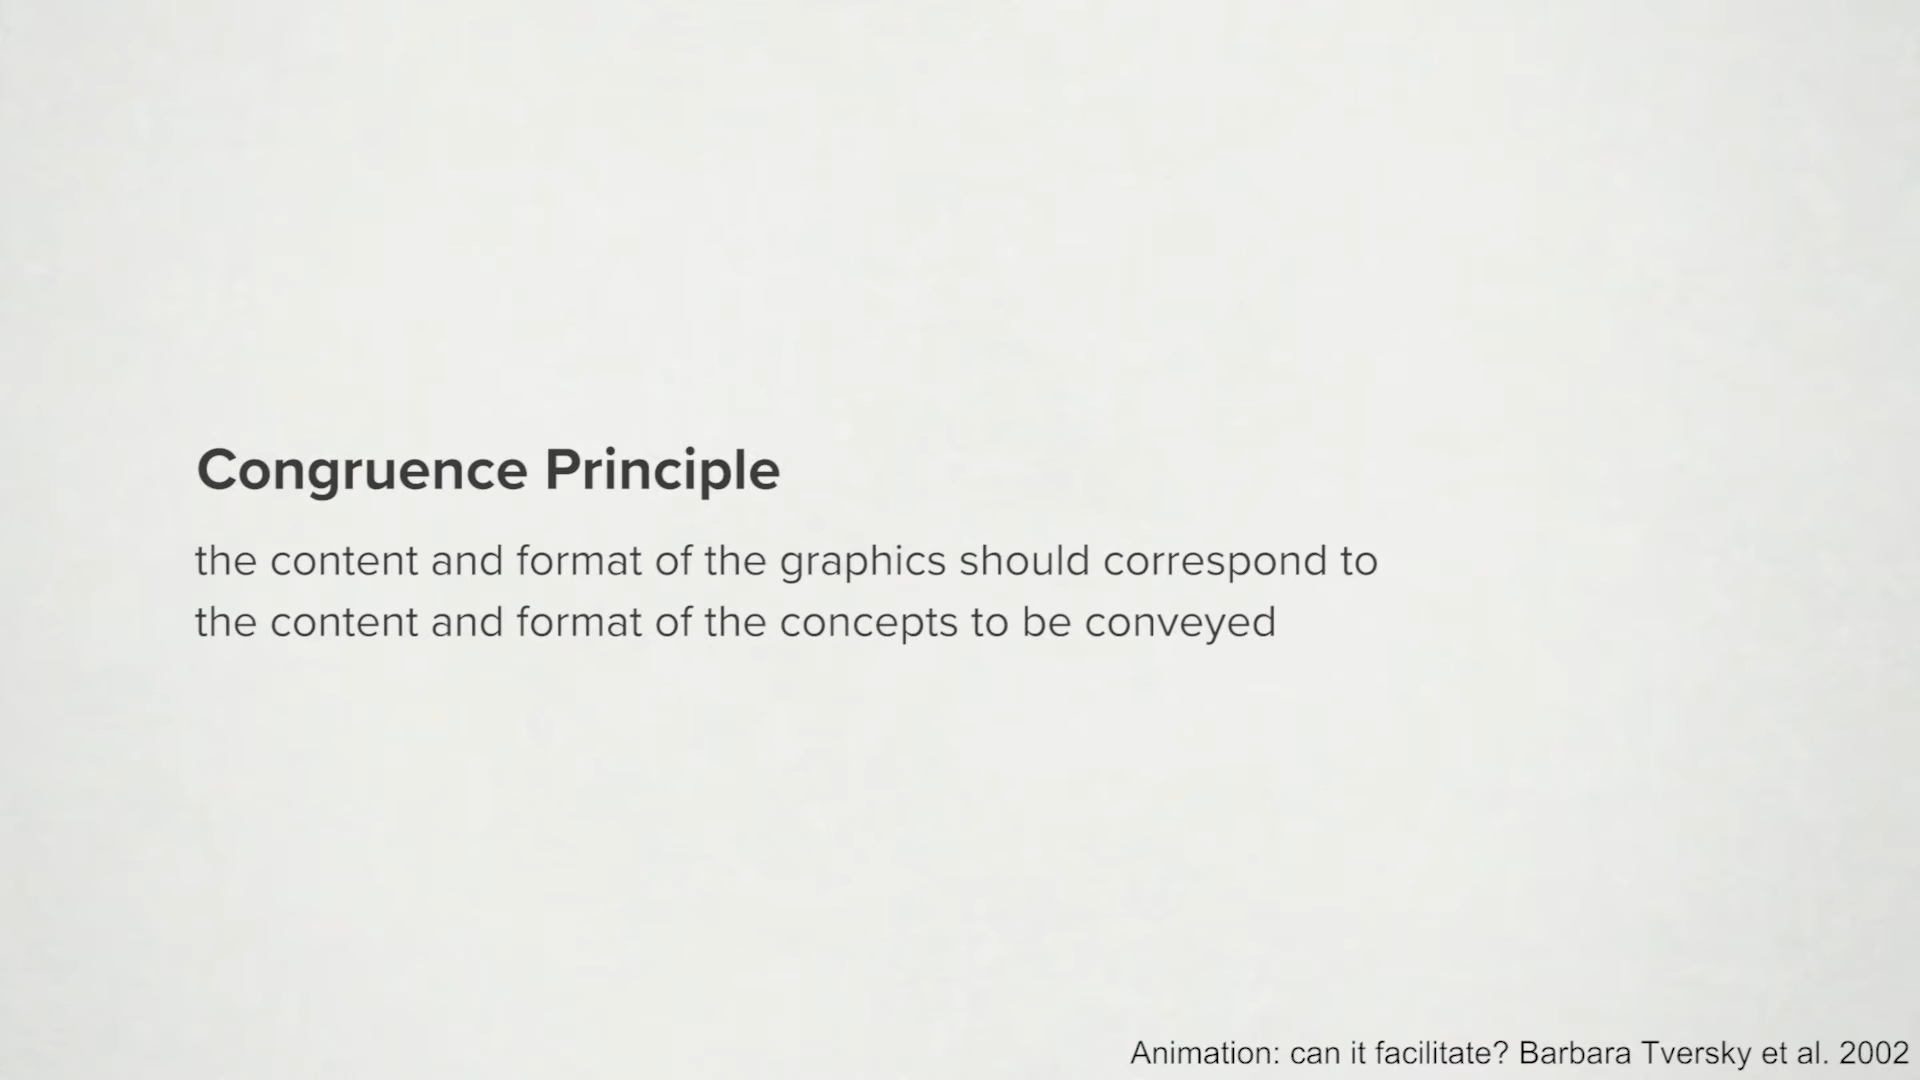 Congruence Principle
the content and format of the graphics should correspond to
the content and format of the concepts to be conveyed
Animation: can it facilitate? Barbara Tversky et al. 2002